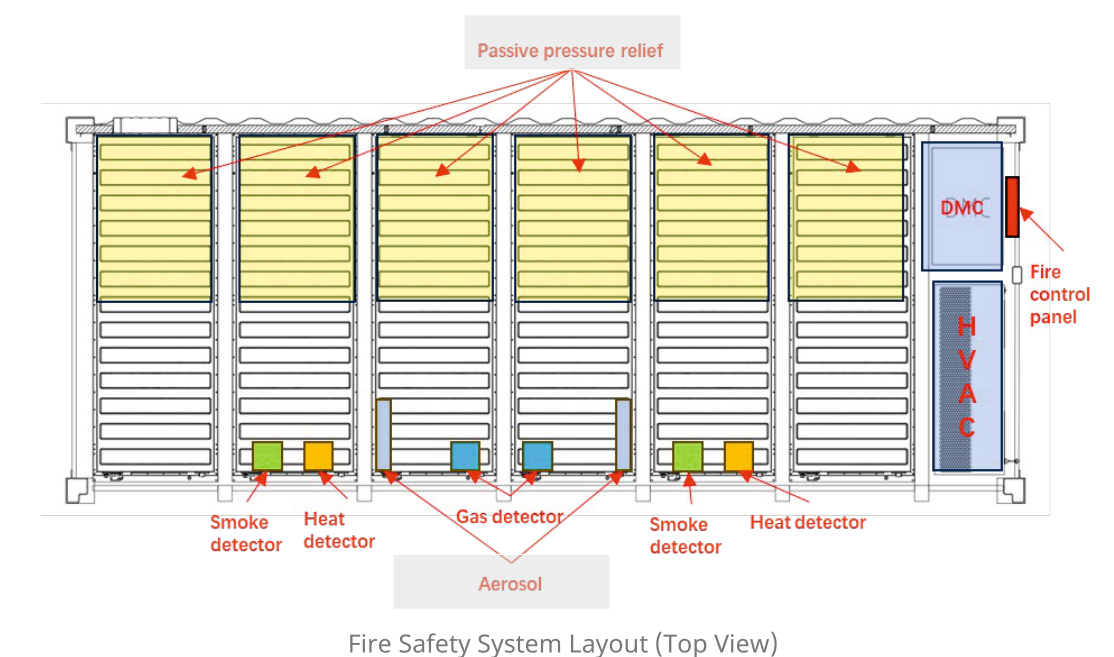 Passive pressure relief
DMC
DMC
Fire
control
panel
H
V
A
C
Smoke
detector
Heat
detector
Gas detector
Smoke
detector
Heat detector
Aerosol
Fire Safety System Layout (Top View)